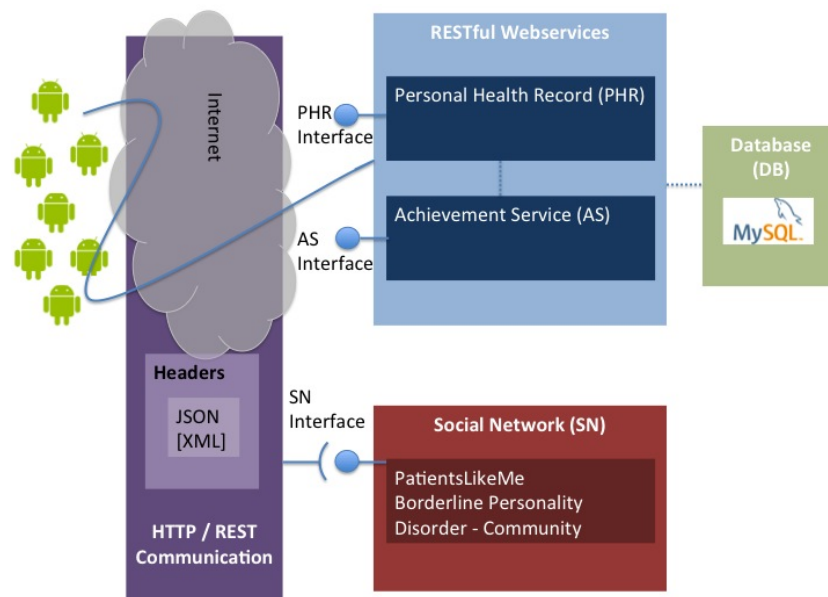 RESTful Webservices
Internet
PHR
Interface
Personal Health Record (PHR)
AS
Interface
Achievement Service (AS)
Database
(DB)
MySQL™
Headers
JSON
[XML]
HTTP / REST
Communication
SN
Interface
Social Network (SN)
PatientsLikeMe
Borderline Personality
Disorder - Community